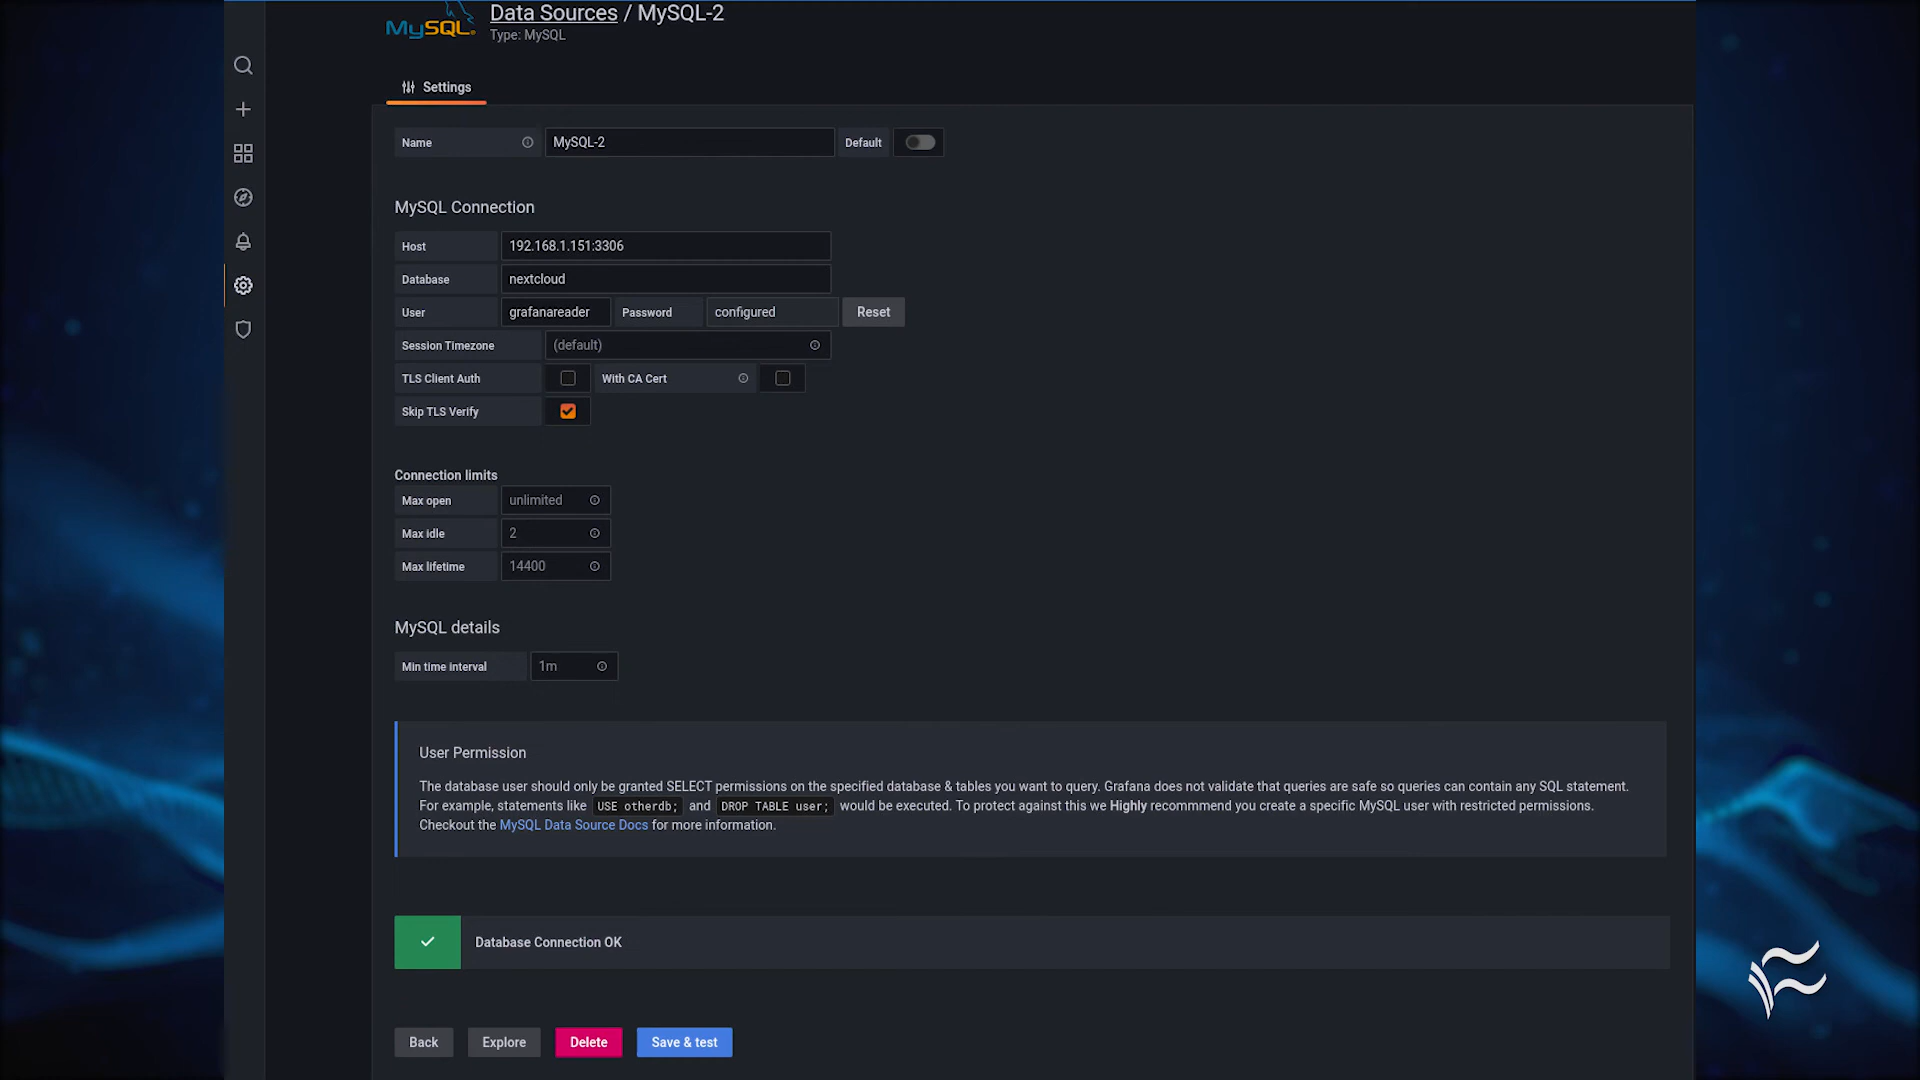 MySQL
Data Sources / MySQL-2
Type: MySQL
Settings
Name MySQL-2 Default
MySQL Connection
Host 192.168.1.151:3306
Database nextcloud
User grafanareader Password configured Reset
Session Timezone (default)
TLS Client Auth With CA Cert
Skip TLS Verify
Connection limits
Max open unlimited
Max idle 2
Max lifetime 14400
MySQL details
Min time interval 1m
User Permission
The database user should only be granted SELECT permissions on the specified database & tables you want to query. Grafana does not validate that queries are safe so queries can contain any SQL statement.
For example, statements like USE otherdb; and DROP TABLE user; would be executed. To protect against this we Highly recommmend you create a specific MySQL user with restricted permissions.
Checkout the MySQL Data Source Docs for more information.
Database Connection OK
Back Explore Delete Save & test